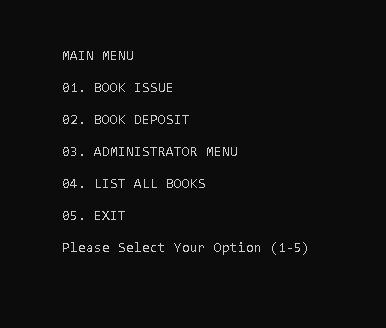 MAIN MENU
01. BOOK ISSUE
02. BOOK DEPOSIT
03. ADMINISTRATOR MENU
04. LIST ALL BOOKS
05. EXIT
Please Select Your Option (1-5)